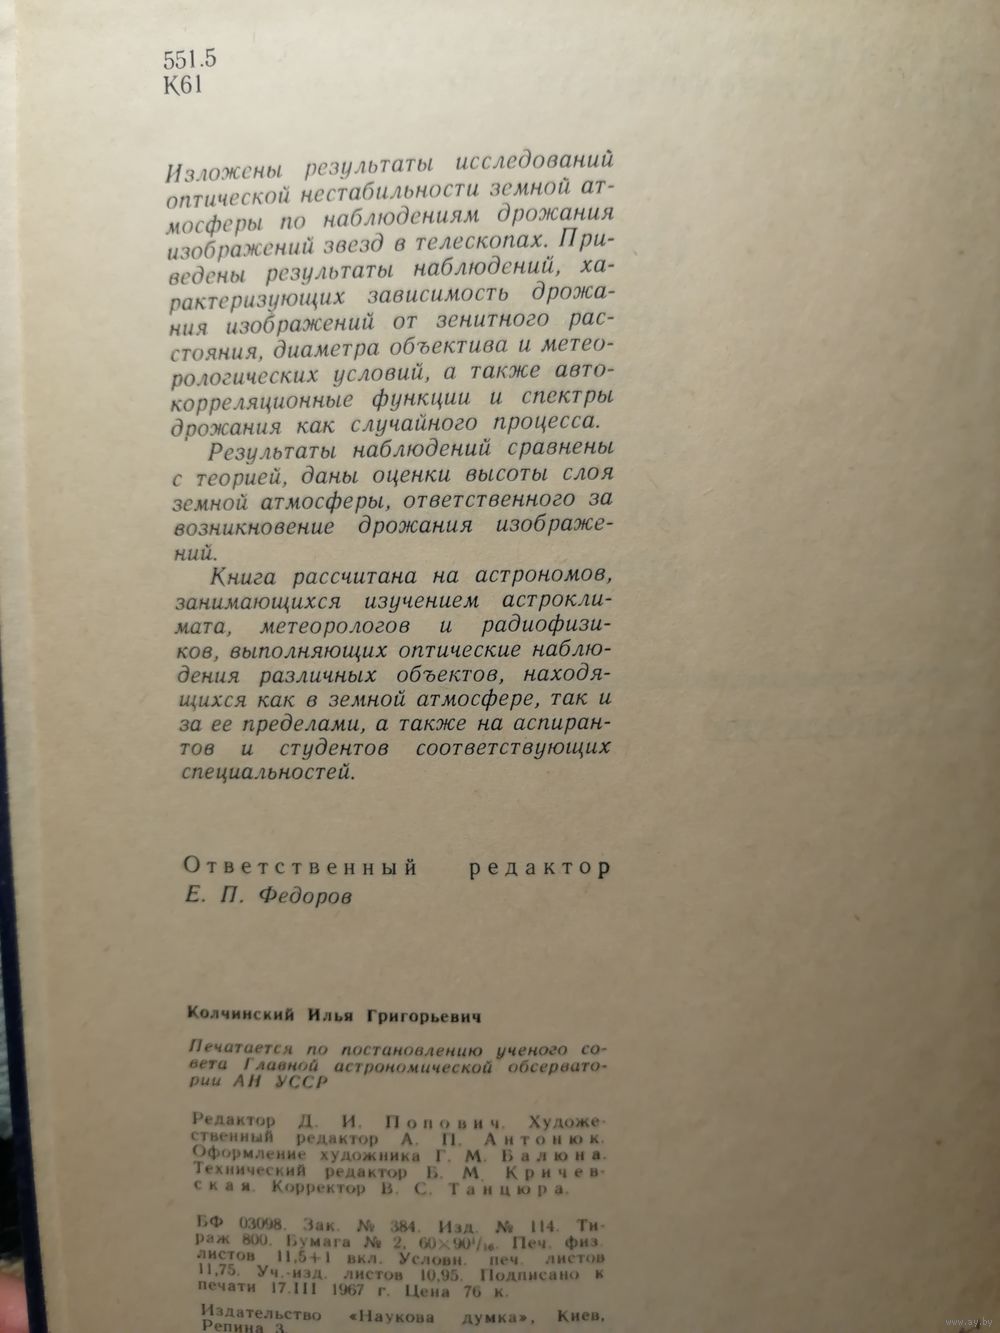 551.5
К61
Изложены результаты исследований
оптической нестабильности земной ат-
мосферы по наблюдениям дрожания
изображений звезд в телескопах. При-
ведены результаты наблюдений, ха-
рактеризующих зависимость дрожа-
ния изображений от зенитного рас-
стояния, диаметра объектива и метео-
рологических условий, а также авто-
корреляционные функции и спектры
дрожания как случайного процесса.
Результаты наблюдений сравнены
с теорией, даны оценки высоты слоя
земной атмосферы, ответственного за
возникновение дрожания изображе-
ний.
Книга рассчитана на астрономов,
занимающихся изучением астрокли-
мата, метеорологов и радиофизи-
ков, выполняющих оптические наблю-
дения различных объектов, находя-
щихся как в земной атмосфере, так и
за ее пределами, а также на аспиран-
тов и студентов соответствующих
специальностей.
Ответственный редактор
Е. П. Федоров
Колчинский Илья Григорьевич
Печатается по постановлению ученого со-
вета Главной астрономической обсервато-
рии АН УССР
Редактор Д. И. Попович. Художе-
ственный редактор А. П. Антонюк.
Оформление художника Г. М. Балюна.
Технический редактор Б. М. Кричев-
ская. Корректор В. С. Танцюра.
БФ 03098. Зак. № 384. Изд. № 114. Ти-
раж 800. Бумага № 2, 60×90¹/₁₆. Печ. физ.
листов 11,5+1 вкл. Условн. печ. листов
11,75. Уч.-изд. листов 10,95. Подписано к
печати 17.III 1967 г. Цена 76 к.
Издательство «Наукова думка», Киев,
Репина 3.
www.ay.by